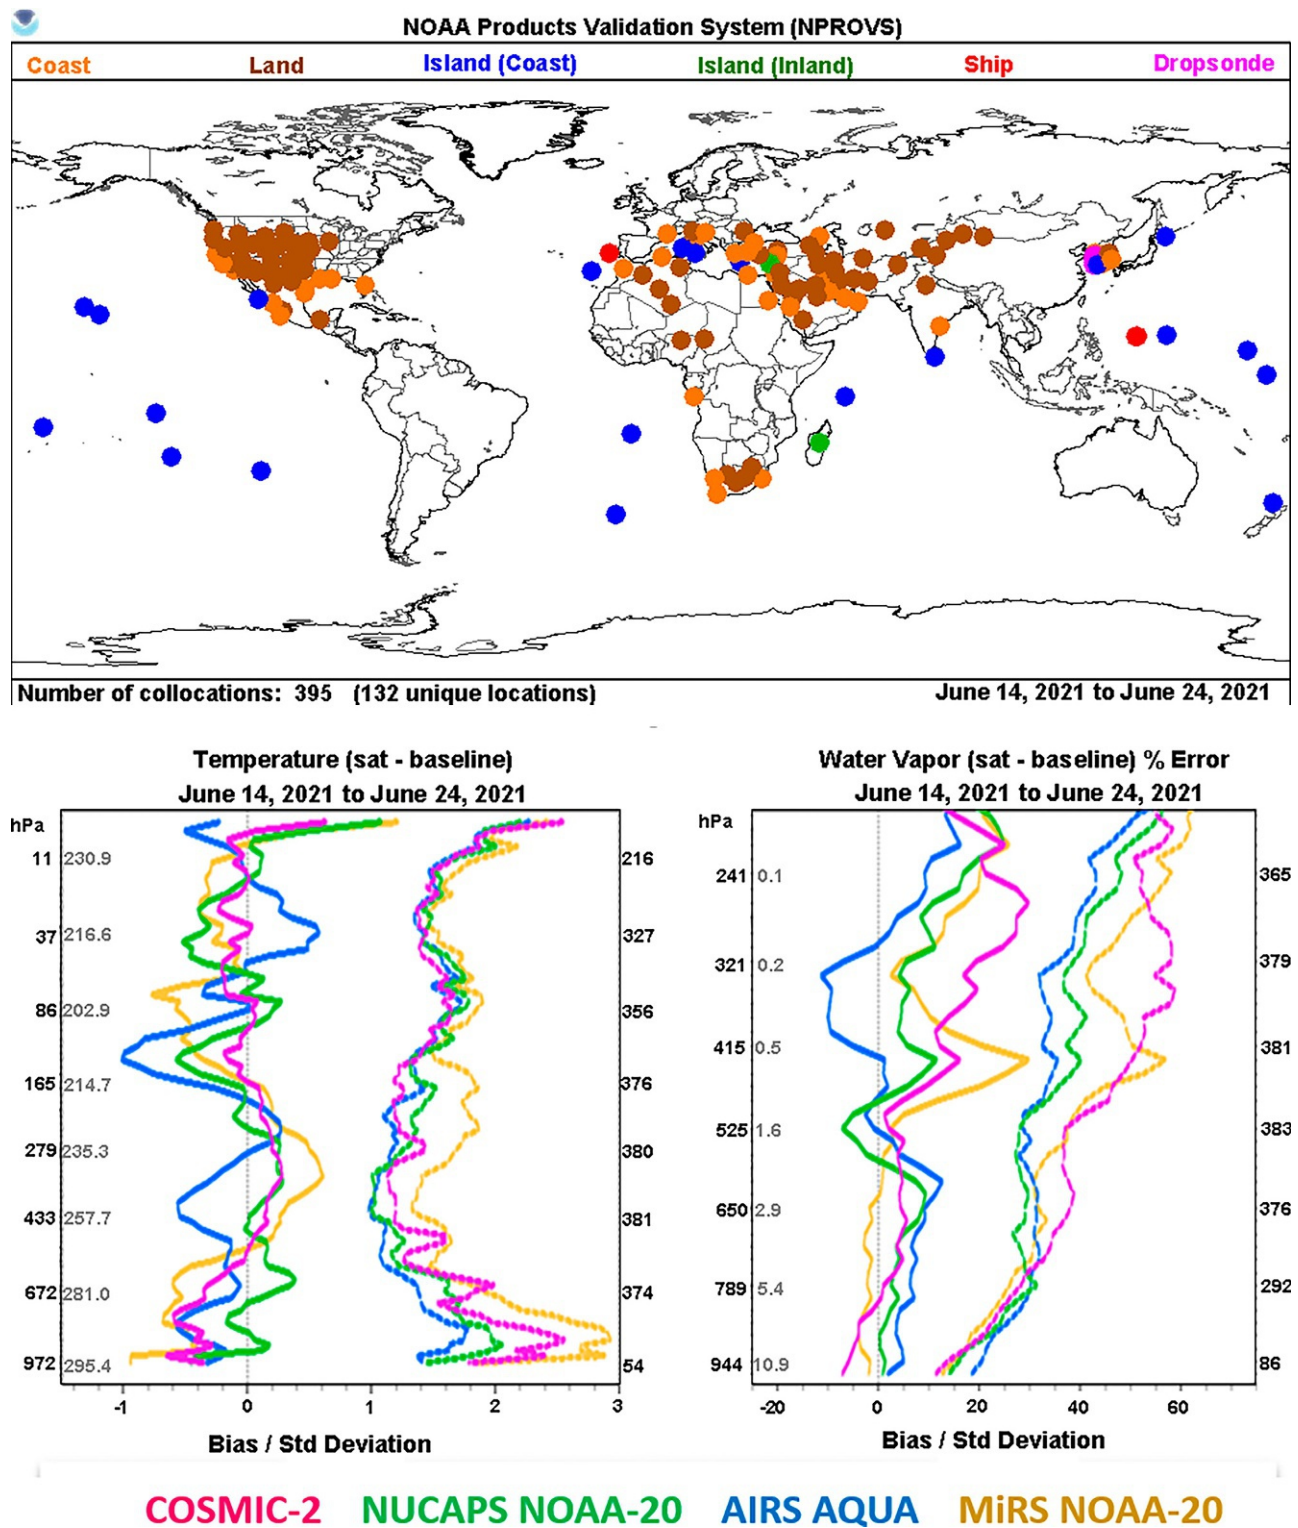 NOAA Products Validation System (NPROVS)
Coast Land Island (Coast) Island (Inland) Ship Dropsonde
Number of collocations: 395 (132 unique locations) June 14, 2021 to June 24, 2021
Temperature (sat - baseline)
June 14, 2021 to June 24, 2021
hPa
11 230.9 216
37 216.6 327
86 202.9 356
165 214.7 376
279 235.3 380
433 257.7 381
672 281.0 374
972 295.4 54
-1 0 1 2 3
Bias / Std Deviation
Water Vapor (sat - baseline) % Error
June 14, 2021 to June 24, 2021
hPa
241 0.1 365
321 0.2 379
415 0.5 381
525 1.6 383
650 2.9 376
789 5.4 292
944 10.9 86
-20 0 20 40 60
Bias / Std Deviation
COSMIC-2 NUCAPS NOAA-20 AIRS AQUA MiRS NOAA-20